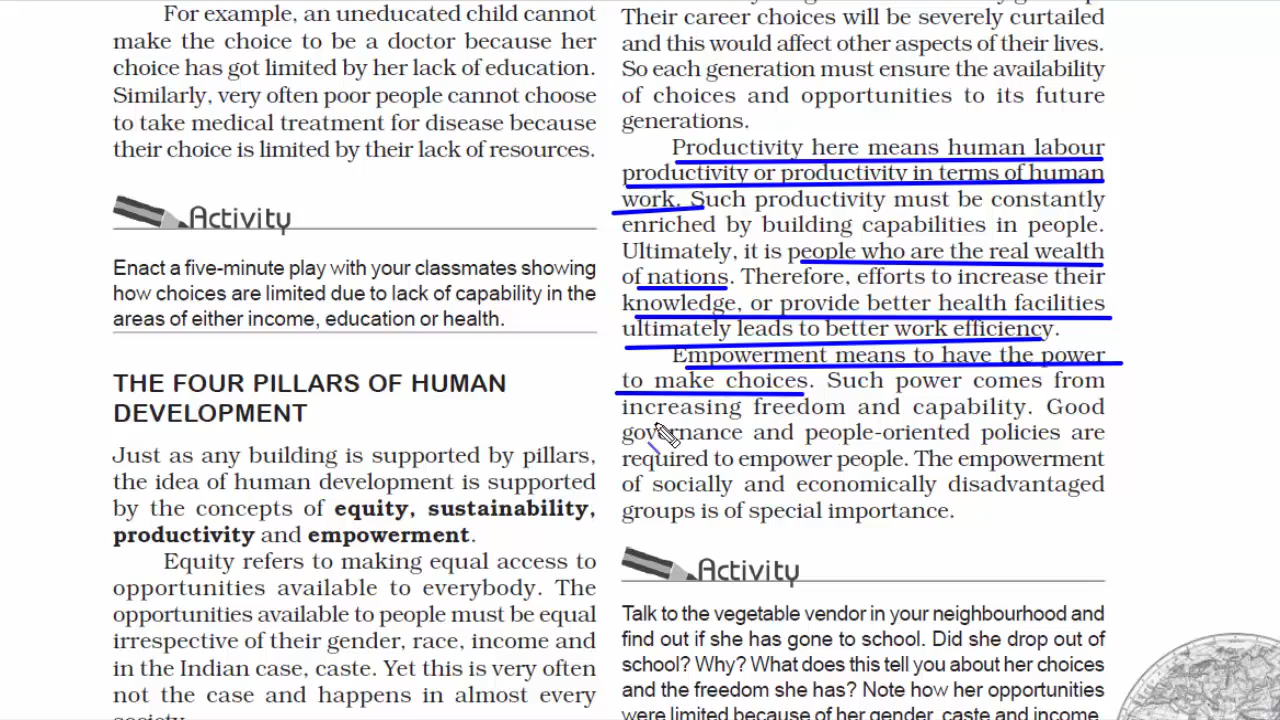 For example, an uneducated child cannot
make the choice to be a doctor because her
choice has got limited by her lack of education.
Similarly, very often poor people cannot choose
to take medical treatment for disease because
their choice is limited by their lack of resources.
Activity
Enact a five-minute play with your classmates showing
how choices are limited due to lack of capability in the
areas of either income, education or health.
THE FOUR PILLARS OF HUMAN
DEVELOPMENT
Just as any building is supported by pillars,
the idea of human development is supported
by the concepts of equity, sustainability,
productivity and empowerment.
Equity refers to making equal access to
opportunities available to everybody. The
opportunities available to people must be equal
irrespective of their gender, race, income and
in the Indian case, caste. Yet this is very often
not the case and happens in almost every
society.
Their career choices will be severely curtailed
and this would affect other aspects of their lives.
So each generation must ensure the availability
of choices and opportunities to its future
generations.
Productivity here means human labour
productivity or productivity in terms of human
work. Such productivity must be constantly
enriched by building capabilities in people.
Ultimately, it is people who are the real wealth
of nations. Therefore, efforts to increase their
knowledge, or provide better health facilities
ultimately leads to better work efficiency.
Empowerment means to have the power
to make choices. Such power comes from
increasing freedom and capability. Good
governance and people-oriented policies are
required to empower people. The empowerment
of socially and economically disadvantaged
groups is of special importance.
Activity
Talk to the vegetable vendor in your neighbourhood and
find out if she has gone to school. Did she drop out of
school? Why? What does this tell you about her choices
and the freedom she has? Note how her opportunities
were limited because of her gender, caste and income.